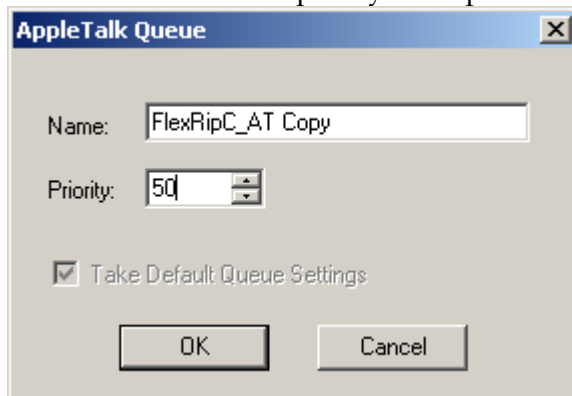 AppleTalk Queue
Name: FlexRipC_AT Copy
Priority: 50
Take Default Queue Settings
OK Cancel